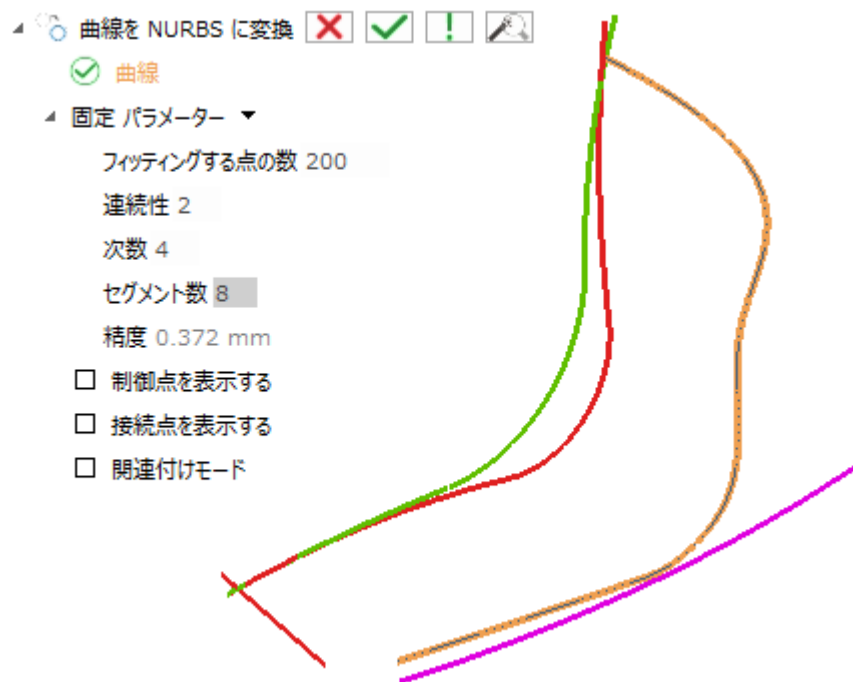 曲線を NURBS に変換
曲線
固定 パラメーター
フィッティングする点の数 200
連続性 2
次数 4
セグメント数 8
精度 0.372 mm
制御点を表示する
接続点を表示する
関連付けモード